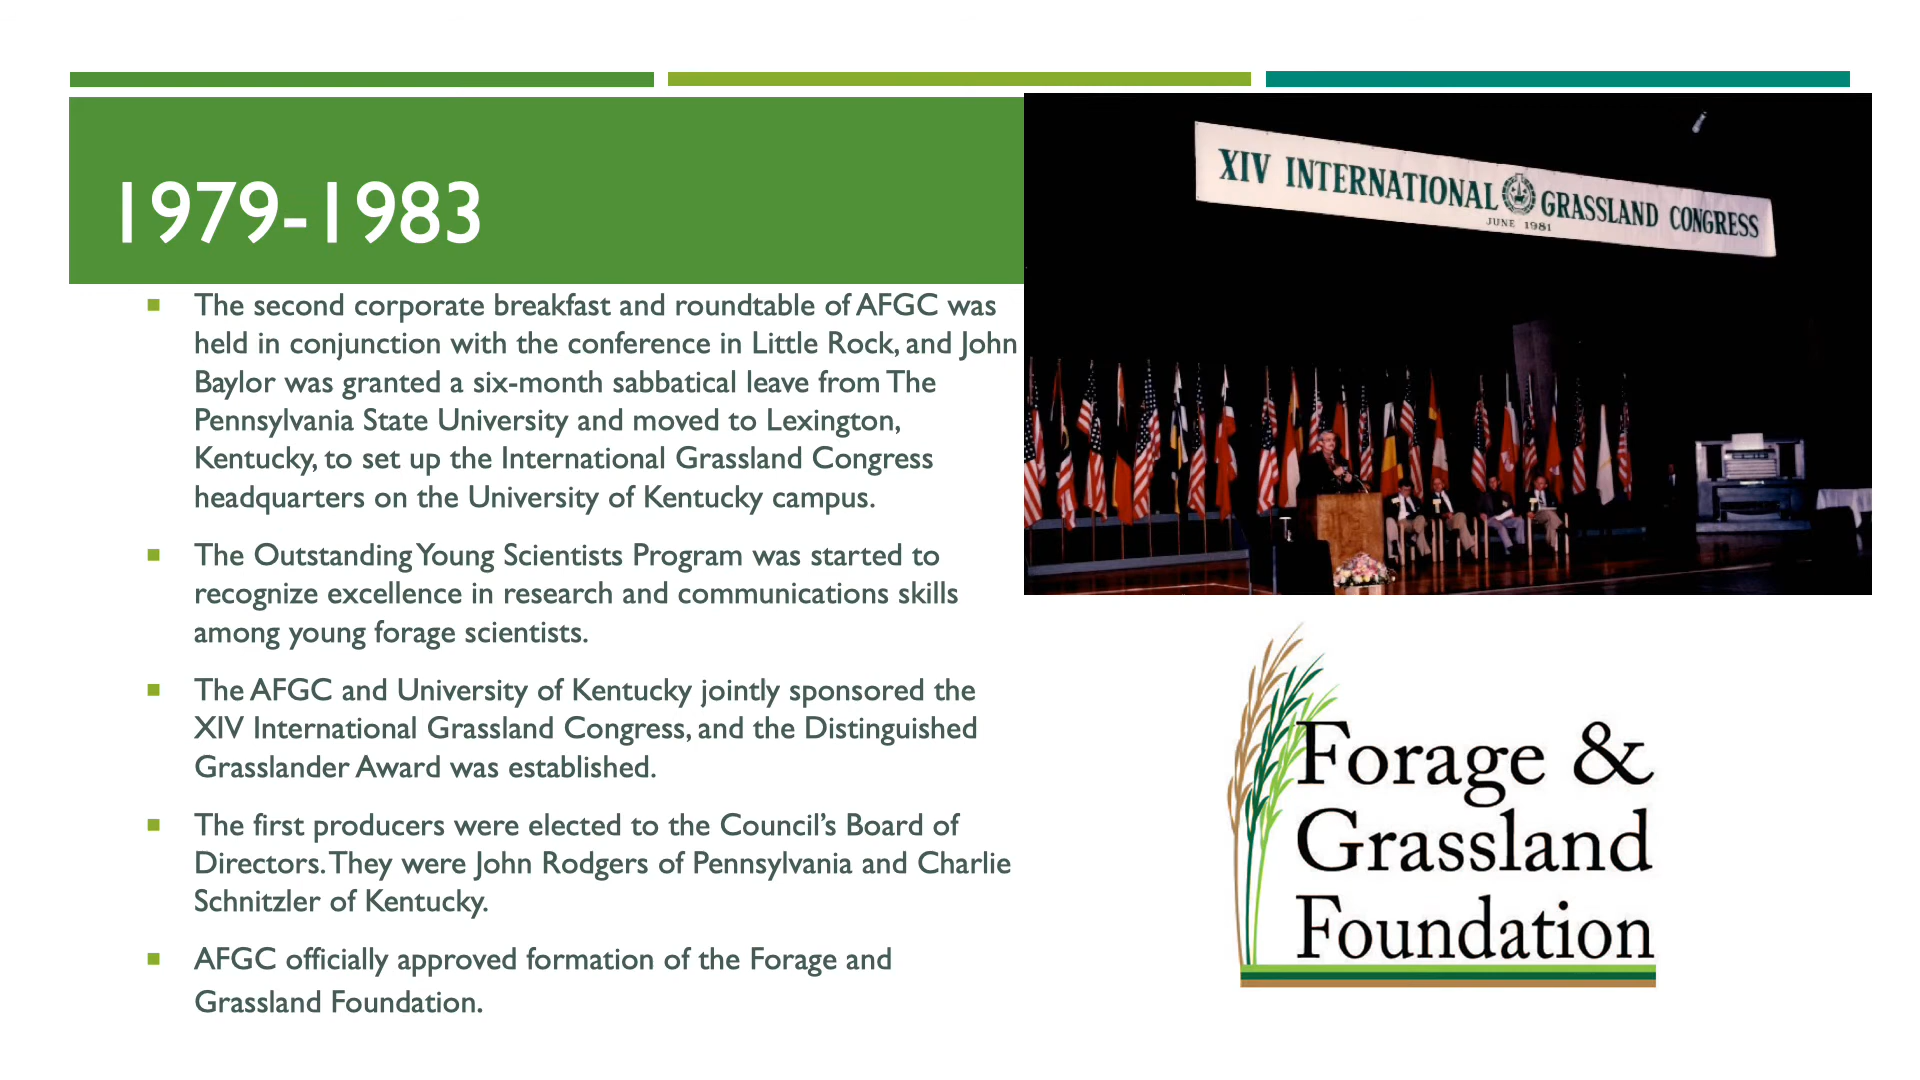 1979-1983
The second corporate breakfast and roundtable of AFGC was
held in conjunction with the conference in Little Rock, and John
Baylor was granted a six-month sabbatical leave from The
Pennsylvania State University and moved to Lexington,
Kentucky, to set up the International Grassland Congress
headquarters on the University of Kentucky campus.
The Outstanding Young Scientists Program was started to
recognize excellence in research and communications skills
among young forage scientists.
The AFGC and University of Kentucky jointly sponsored the
XIV International Grassland Congress, and the Distinguished
Grasslander Award was established.
The first producers were elected to the Council’s Board of
Directors. They were John Rodgers of Pennsylvania and Charlie
Schnitzler of Kentucky.
AFGC officially approved formation of the Forage and
Grassland Foundation.
XIV INTERNATIONAL GRASSLAND CONGRESS
JUNE 1981
Forage &
Grassland
Foundation